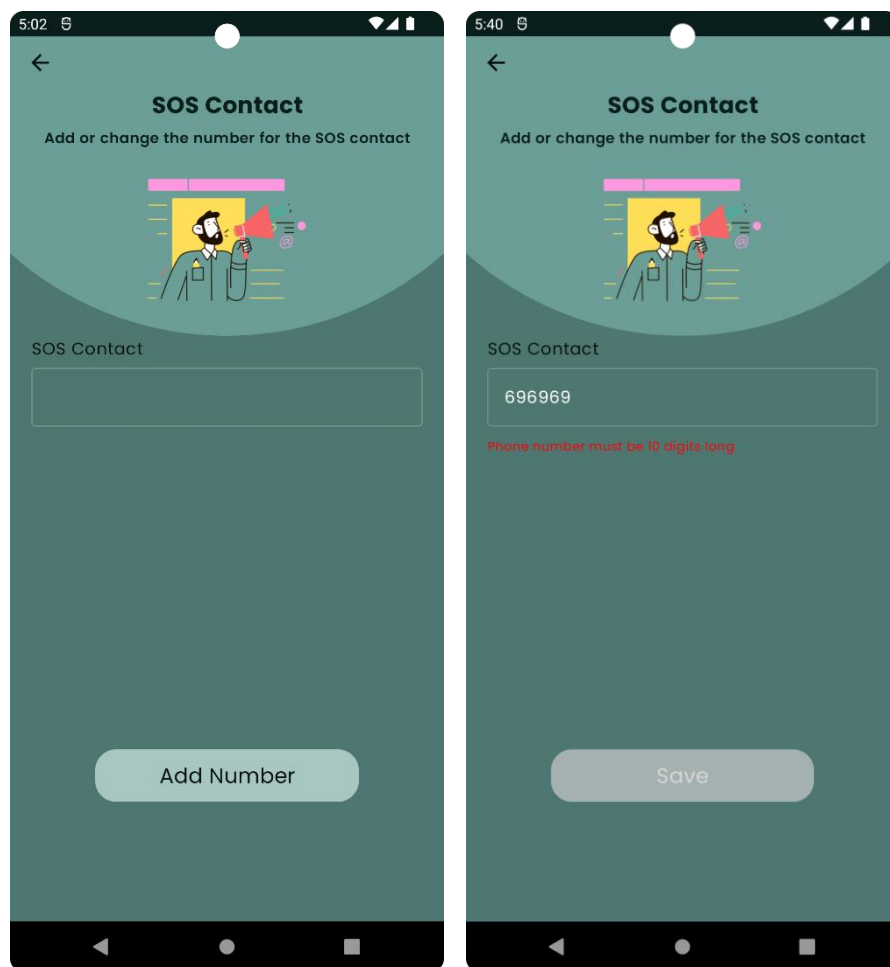 5:02
SOS Contact
Add or change the number for the SOS contact
@
SOS Contact
Add Number
5:40
SOS Contact
Add or change the number for the SOS contact
@
SOS Contact
696969
Phone number must be 10 digits long
Save